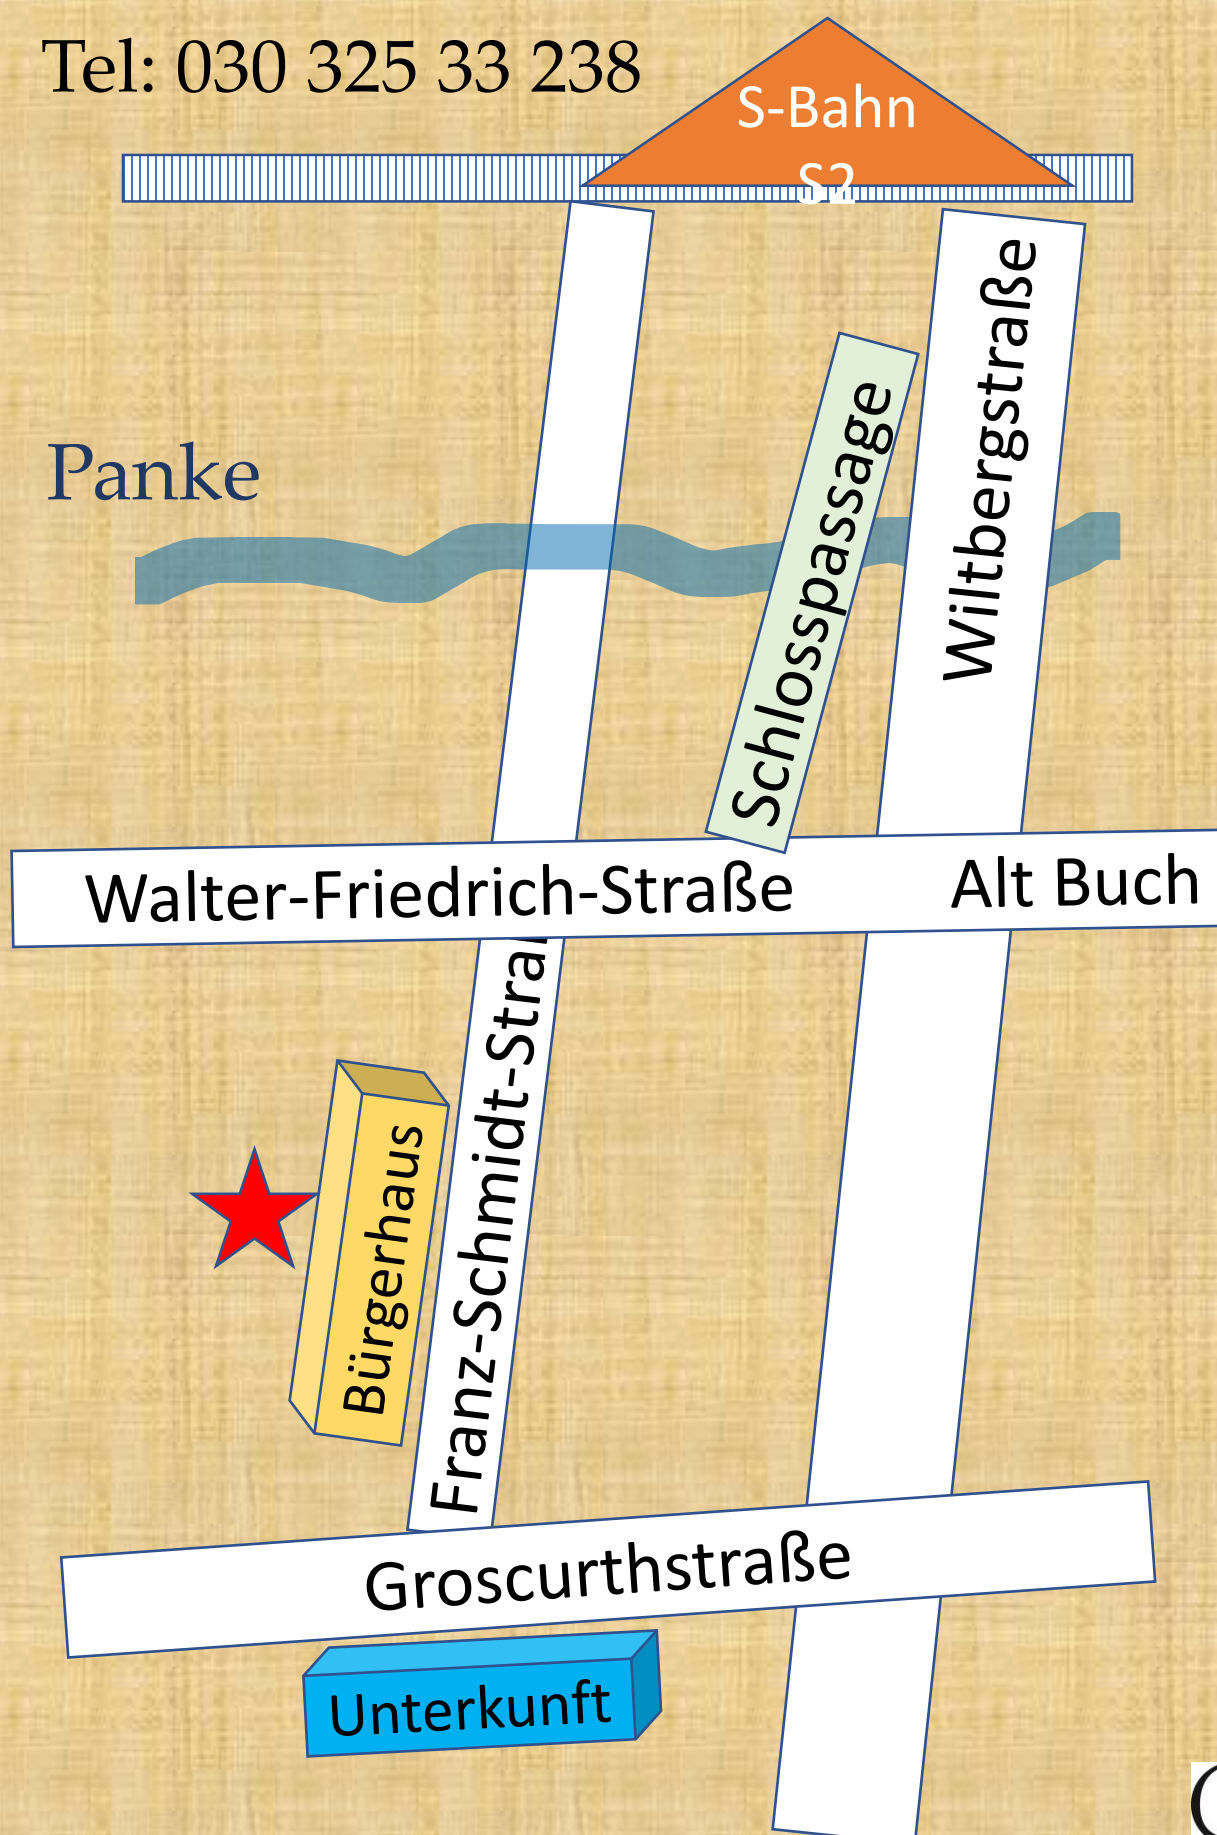 Tel: 030 325 33 238
S-Bahn
S2
Wiltbergstraße
Schlosspassage
Panke
Walter-Friedrich-Straße
Alt Buch
Franz-Schmidt-Stra
Bürgerhaus
Groscurthstraße
Unterkunft